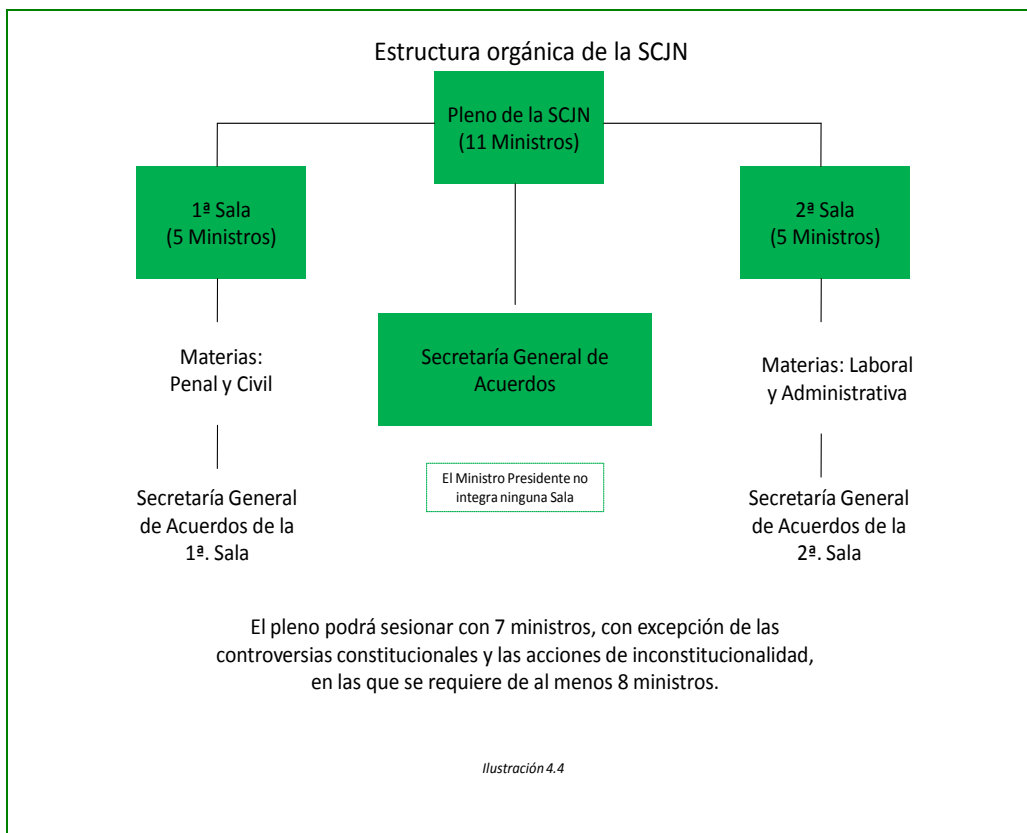 Estructura orgánica de la SCJN
Pleno de la SCJN
(11 Ministros)
1ª Sala
(5 Ministros)
2ª Sala
(5 Ministros)
Secretaría General de
Acuerdos
Materias:
Penal y Civil
Materias: Laboral
y Administrativa
El Ministro Presidente no
integra ninguna Sala
Secretaría General
de Acuerdos de la
1ª. Sala
Secretaría General
de Acuerdos de la
2ª. Sala
El pleno podrá sesionar con 7 ministros, con excepción de las
controversias constitucionales y las acciones de inconstitucionalidad,
en las que se requiere de al menos 8 ministros.
Ilustración 4.4